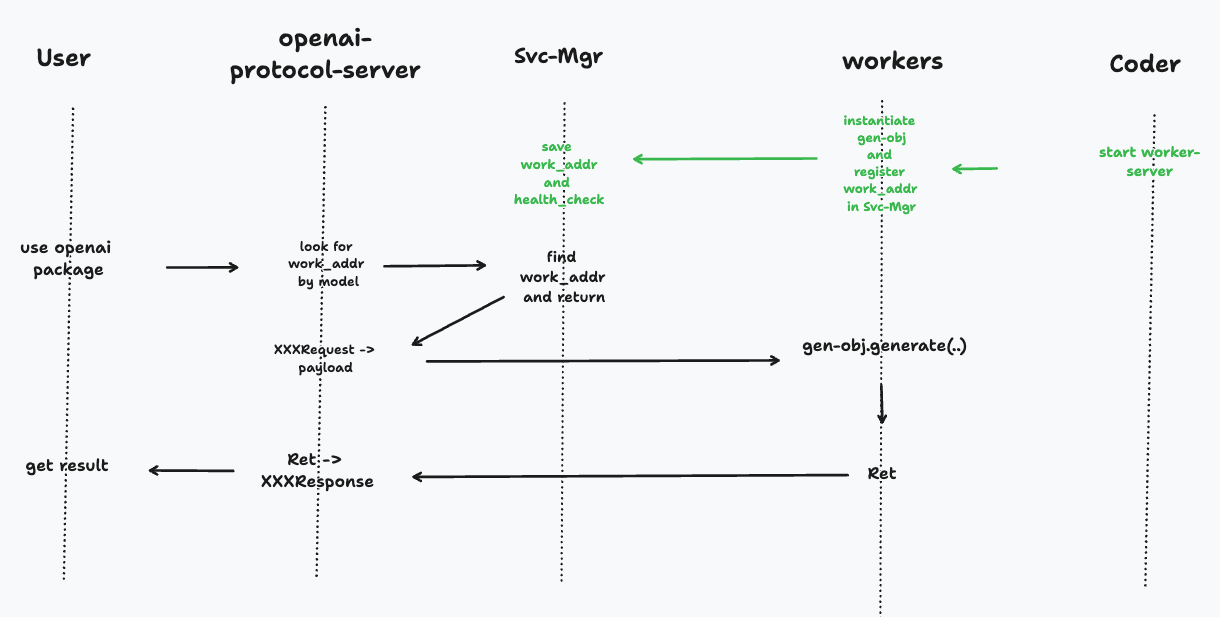 User
openai-
protocol-server
Svc-Mgr
workers
Coder
save
work_addr
and
health_check
instantiate
gen-obj
and
register
work_addr
in Svc-Mgr
start worker-
server
use openai
package
look for
work_addr
by model
find
work_addr
and return
XXXRequest ->
payload
gen-obj.generate(..)
get result
Ret ->
XXXResponse
Ret